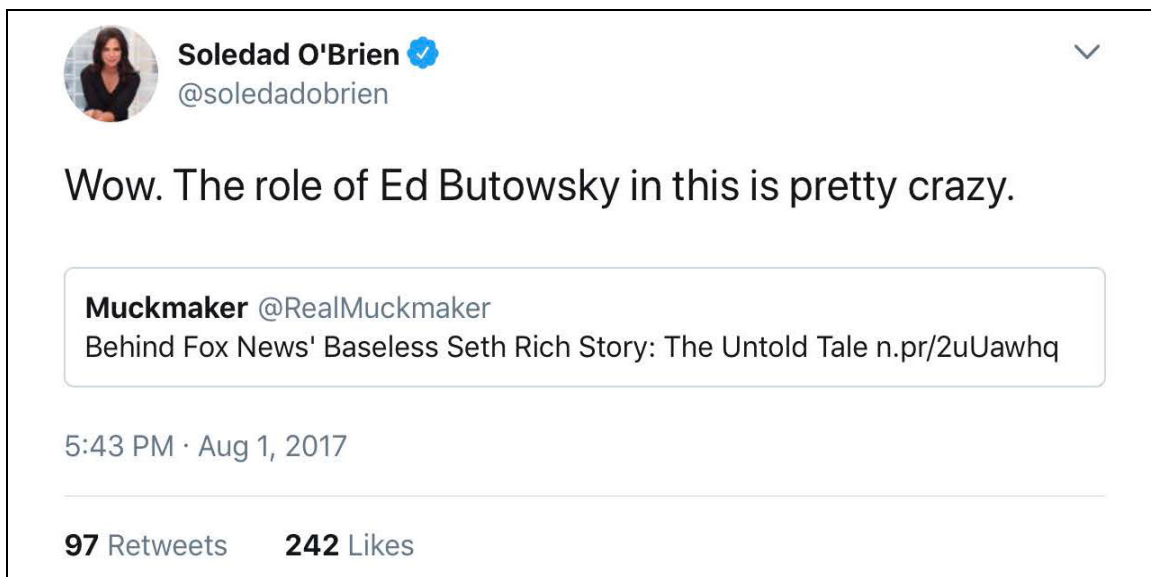 Soledad O'Brien
@soledadobrien
Wow. The role of Ed Butowsky in this is pretty crazy.
Muckmaker @RealMuckmaker
Behind Fox News' Baseless Seth Rich Story: The Untold Tale n.pr/2uUawhq
5:43 PM · Aug 1, 2017
97 Retweets 242 Likes